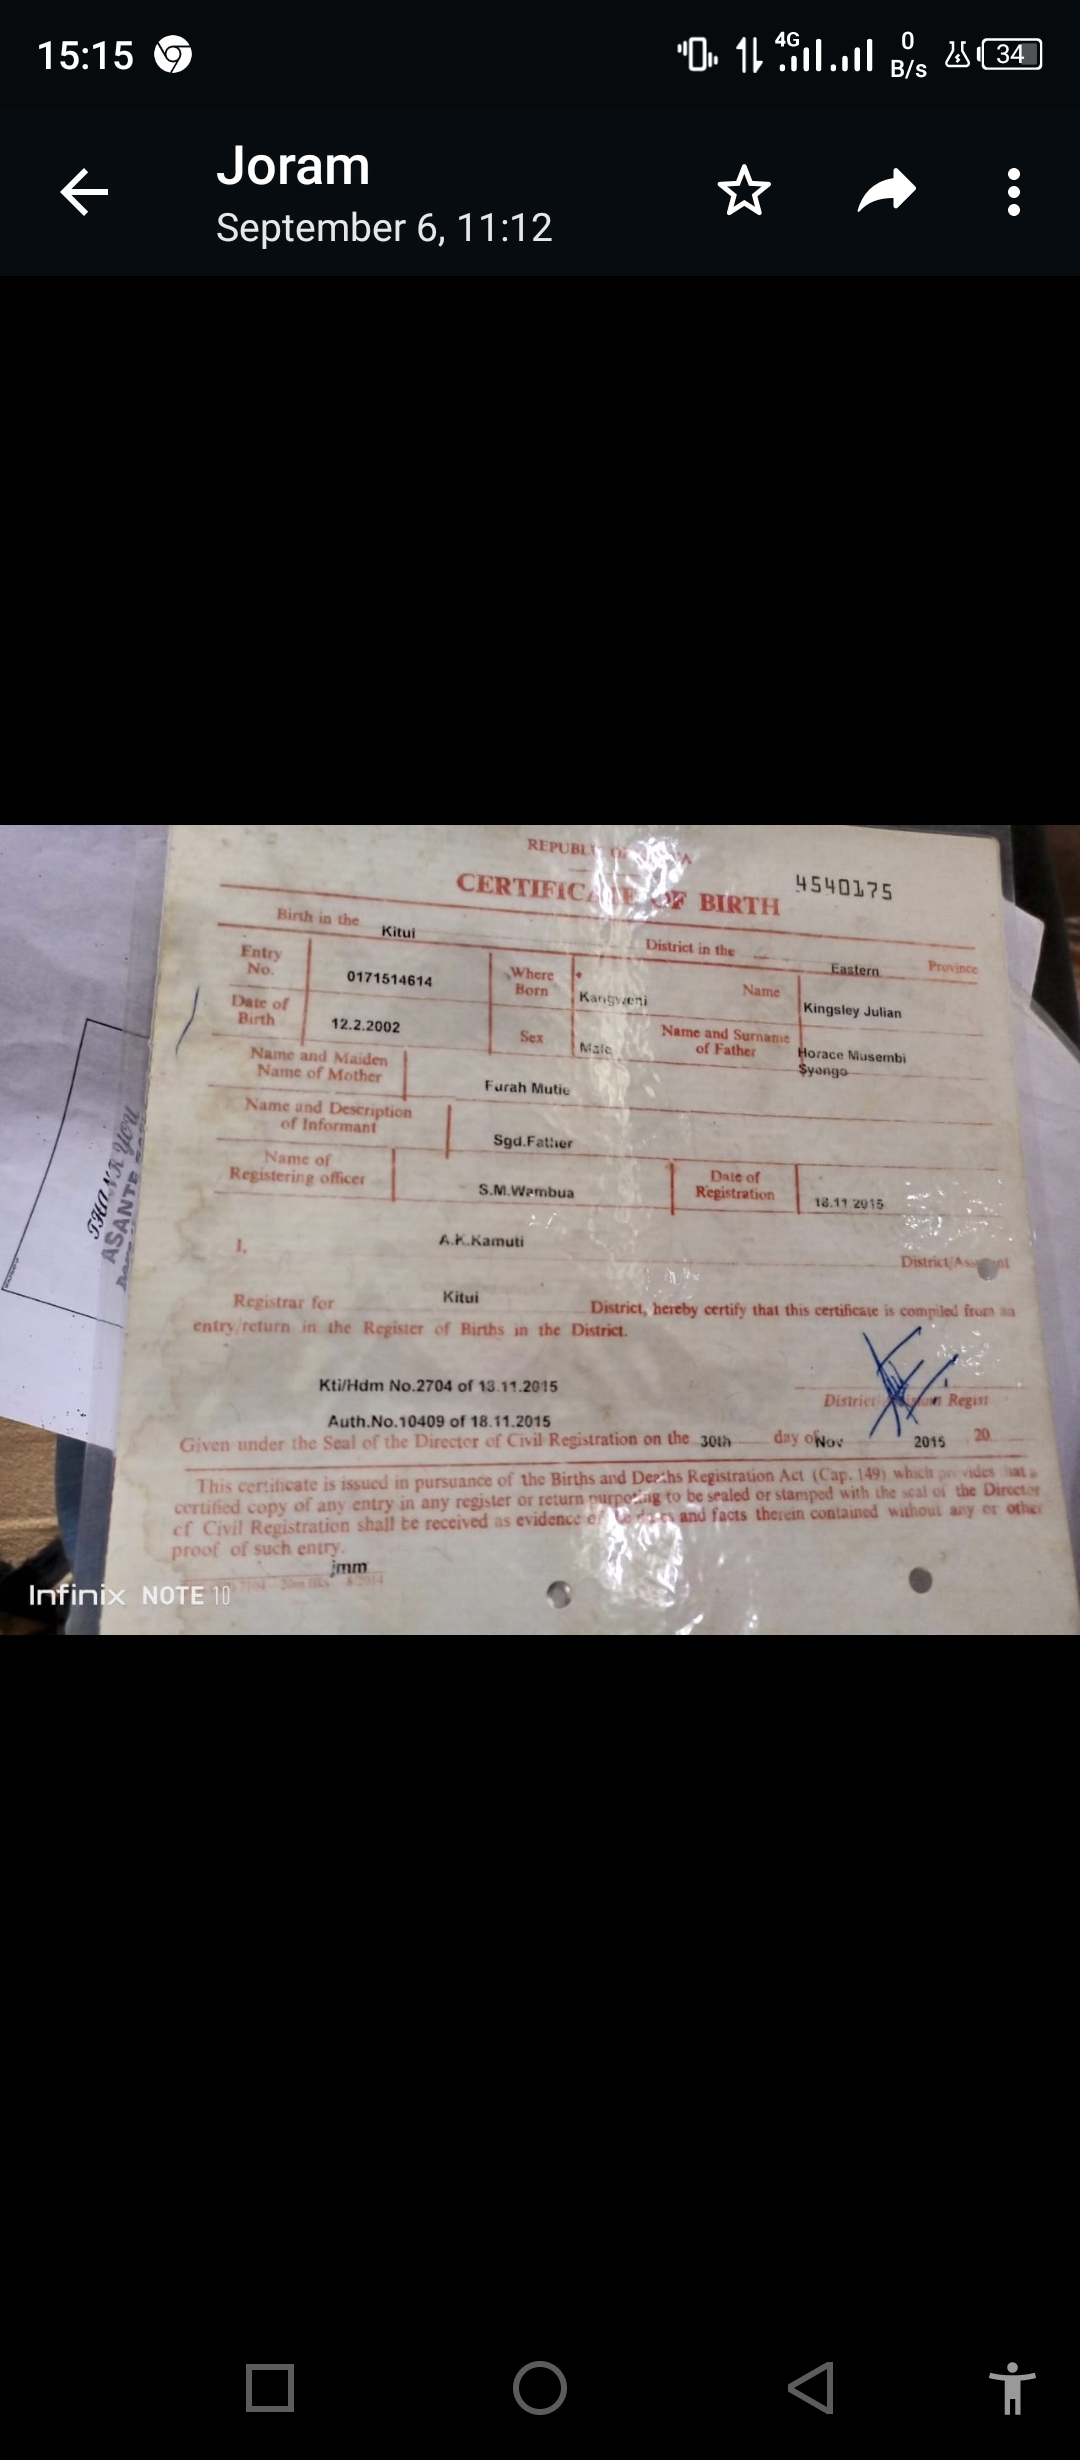 15:15
4G
0
B/s
34
Joram
September 6, 11:12
REPUBL
CERTIFICATE OF BIRTH
4540175
Birth in the Kitui District in the Eastern Province
Entry No. 0171514614
Where Born Kangweni
Name Kingsley Julian
Date of Birth 12.2.2002
Sex Male
Name and Surname of Father Horace Musembi Syongo
Name and Maiden Name of Mother Furah Mutie
Name and Description of Informant Sgd.Father
Name of Registering officer S.M.Wambua
Date of Registration 18.11.2015
I, A.K.Kamuti
District/
Registrar for Kitui District, hereby certify that this certificate is compiled from an
entry/return in the Register of Births in the District.
Kti/Hdm No.2704 of 13.11.2015
Auth.No.10409 of 18.11.2015
District Regist
Given under the Seal of the Director of Civil Registration on the 30th day of Nov 2015 20
This certificate is issued in pursuance of the Births and Deaths Registration Act (Cap. 149) which provides that a
certified copy of any entry in any register or return purporting to be sealed or stamped with the seal of the Director
of Civil Registration shall be received as evidence of the dates and facts therein contained without any or other
proof of such entry.
jmm
20m Bks 8/2014
THANK YOU
ASANTE
Infinix NOTE 10